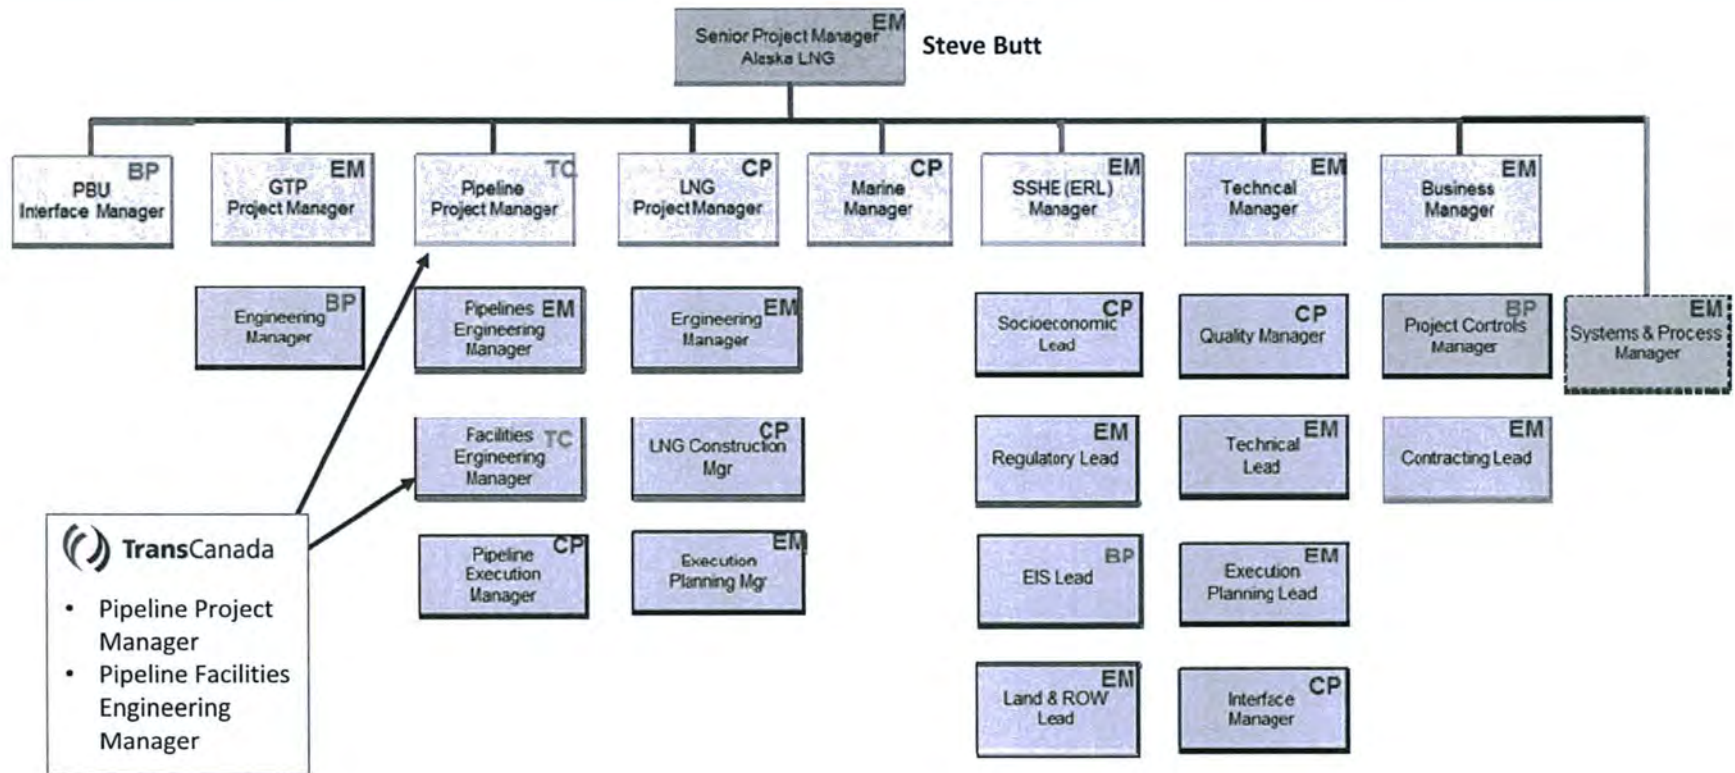 EM
Senior Project Manager
Alaska LNG
Steve Butt
BP
PBU
Interface Manager
EM
GTP
Project Manager
TC
Pipeline
Project Manager
CP
LNG
Project Manager
CP
Marine
Manager
EM
SSHE (ERL)
Manager
EM
Techncal
Manager
EM
Business
Manager
BP
Engineering
Manager
Pipelines EM
Ergineering
Manager
EM
Ergineering
Manager
CP
Socioeconomic
Lead
CP
Quality Manager
BP
Project Controls
Manager
EM
Systems & Process
Manager
Facilities TC
Ergineering
Manager
CP
LNG Construction
Mgr
EM
Regulatory Lead
EM
Technical
Lead
EM
Contracting Lead
CP
Pipeline
Execution
Manager
EM
Execution
Planning Mgr
BP
EIS Lead
EM
Execution
Planning Lead
EM
Land & ROW
Lead
CP
Interface
Manager
TransCanada
• Pipeline Project
Manager
• Pipeline Facilities
Engineering
Manager